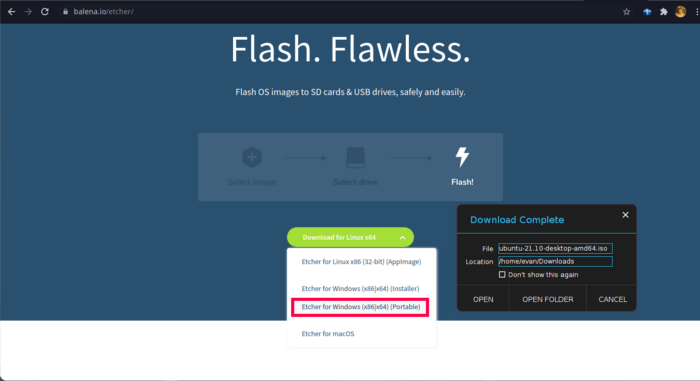 balena.io/etcher/
Flash. Flawless.
Flash OS images to SD cards & USB drives, safely and easily.
Select image
Select drive
Flash!
Download for Linux x64
Etcher for Linux x86 (32-bit) (AppImage)
Etcher for Windows (x86|x64) (Installer)
Etcher for Windows (x86|x64) (Portable)
Etcher for macOS
Download Complete
File ubuntu-21.10-desktop-amd64.iso
Location /home/evan/Downloads
Don't show this again
OPEN OPEN FOLDER CANCEL